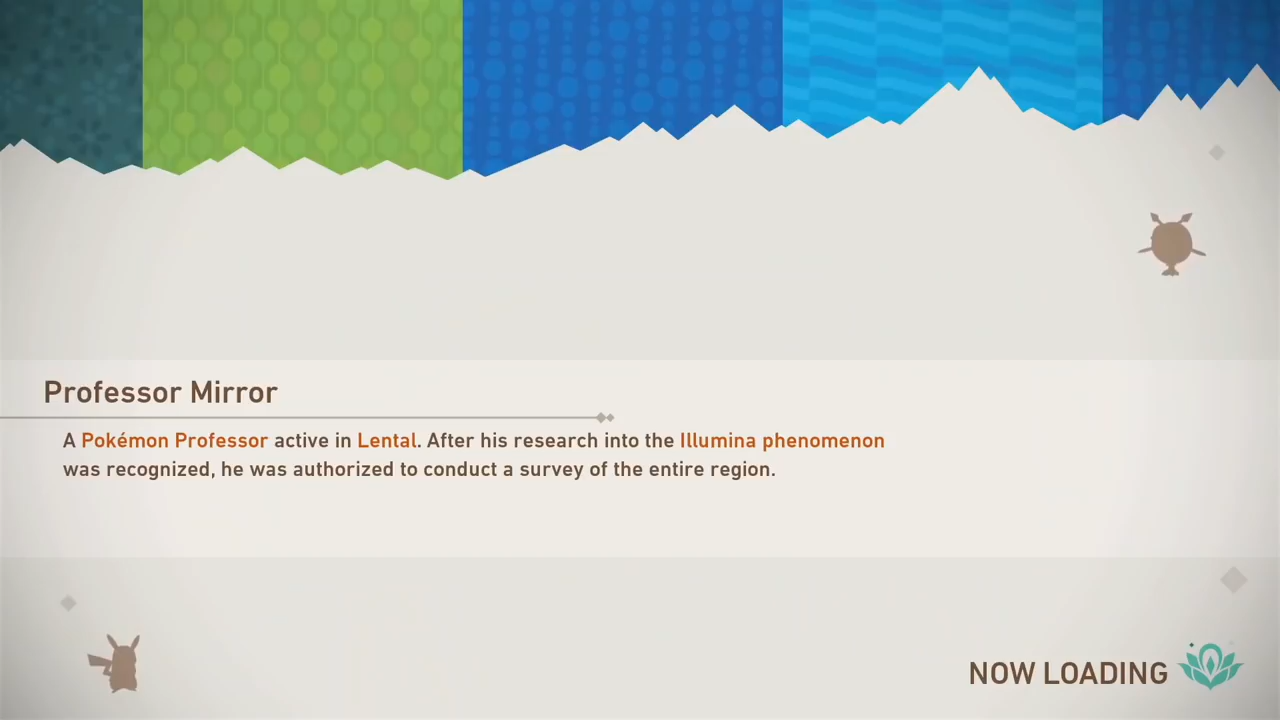 Professor Mirror
A Pokémon Professor active in Lental. After his research into the Illumina phenomenon
was recognized, he was authorized to conduct a survey of the entire region.
NOW LOADING